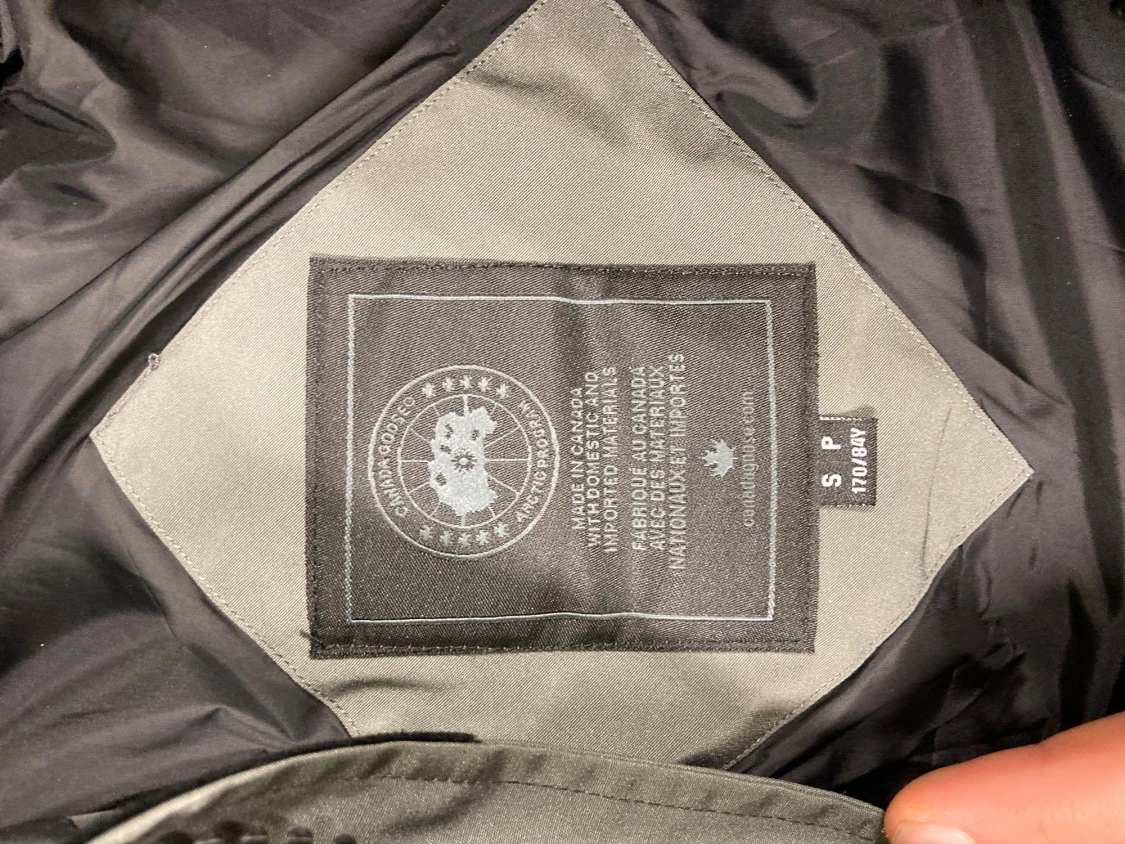 CANADA GOOSE®
ARCTIC PROGRAM
MADE IN CANADA
WITH DOMESTIC AND
IMPORTED MATERIALS
FABRIQUÉ AU CANADA
AVEC DES MATÉRIAUX
NATIONAUX ET IMPORTÉS
canadagoose.com
S P
170/84Y